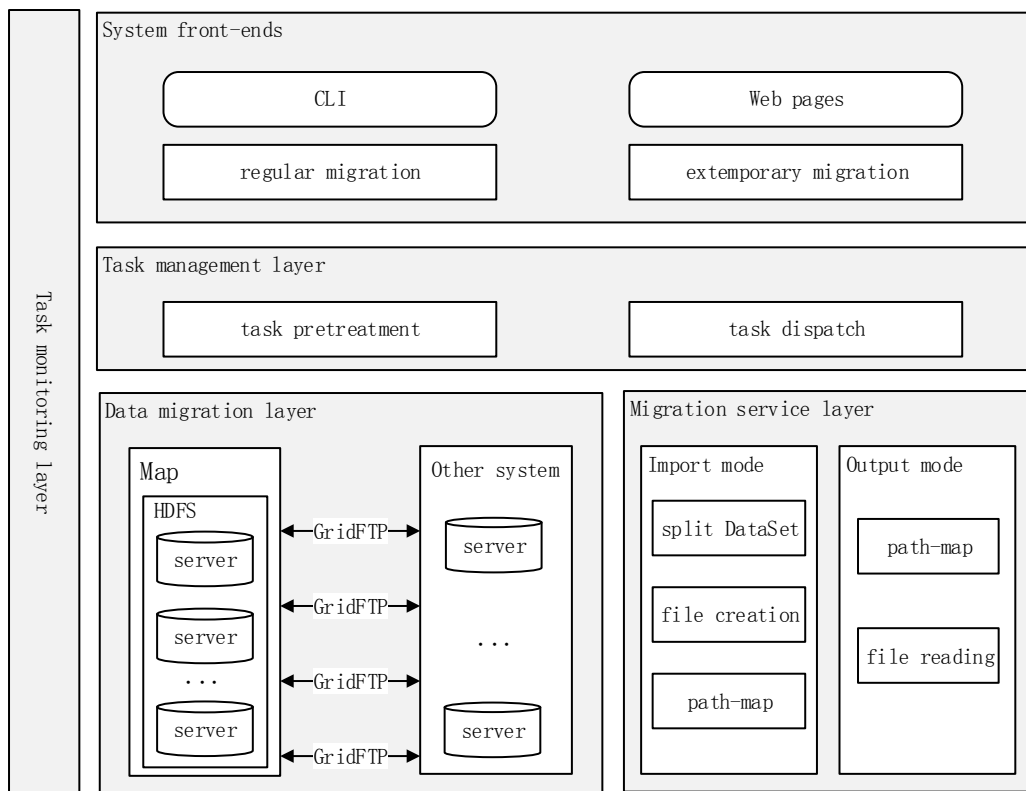 Task monitoring layer
System front-ends
CLI
Web pages
regular migration
extemporary migration
Task management layer
task pretreatment
task dispatch
Data migration layer
Map
HDFS
server
server
...
server
GridFTP
GridFTP
GridFTP
GridFTP
Other system
server
...
server
Migration service layer
Import mode
split DataSet
file creation
path-map
Output mode
path-map
file reading